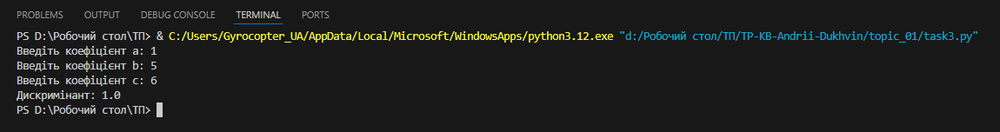 PROBLEMS OUTPUT DEBUG CONSOLE TERMINAL PORTS
PS D:\Робочий стол\ТП> & C:/Users/Gyrocopter_UA/AppData/Local/Microsoft/WindowsApps/python3.12.exe "d:/Робочий стол/ТП/TP-KB-Andrii-Dukhvin/topic_01/task3.py"
Введіть коефіцієнт a: 1
Введіть коефіцієнт b: 5
Введіть коефіцієнт c: 6
Дискримінант: 1.0
PS D:\Робочий стол\ТП>